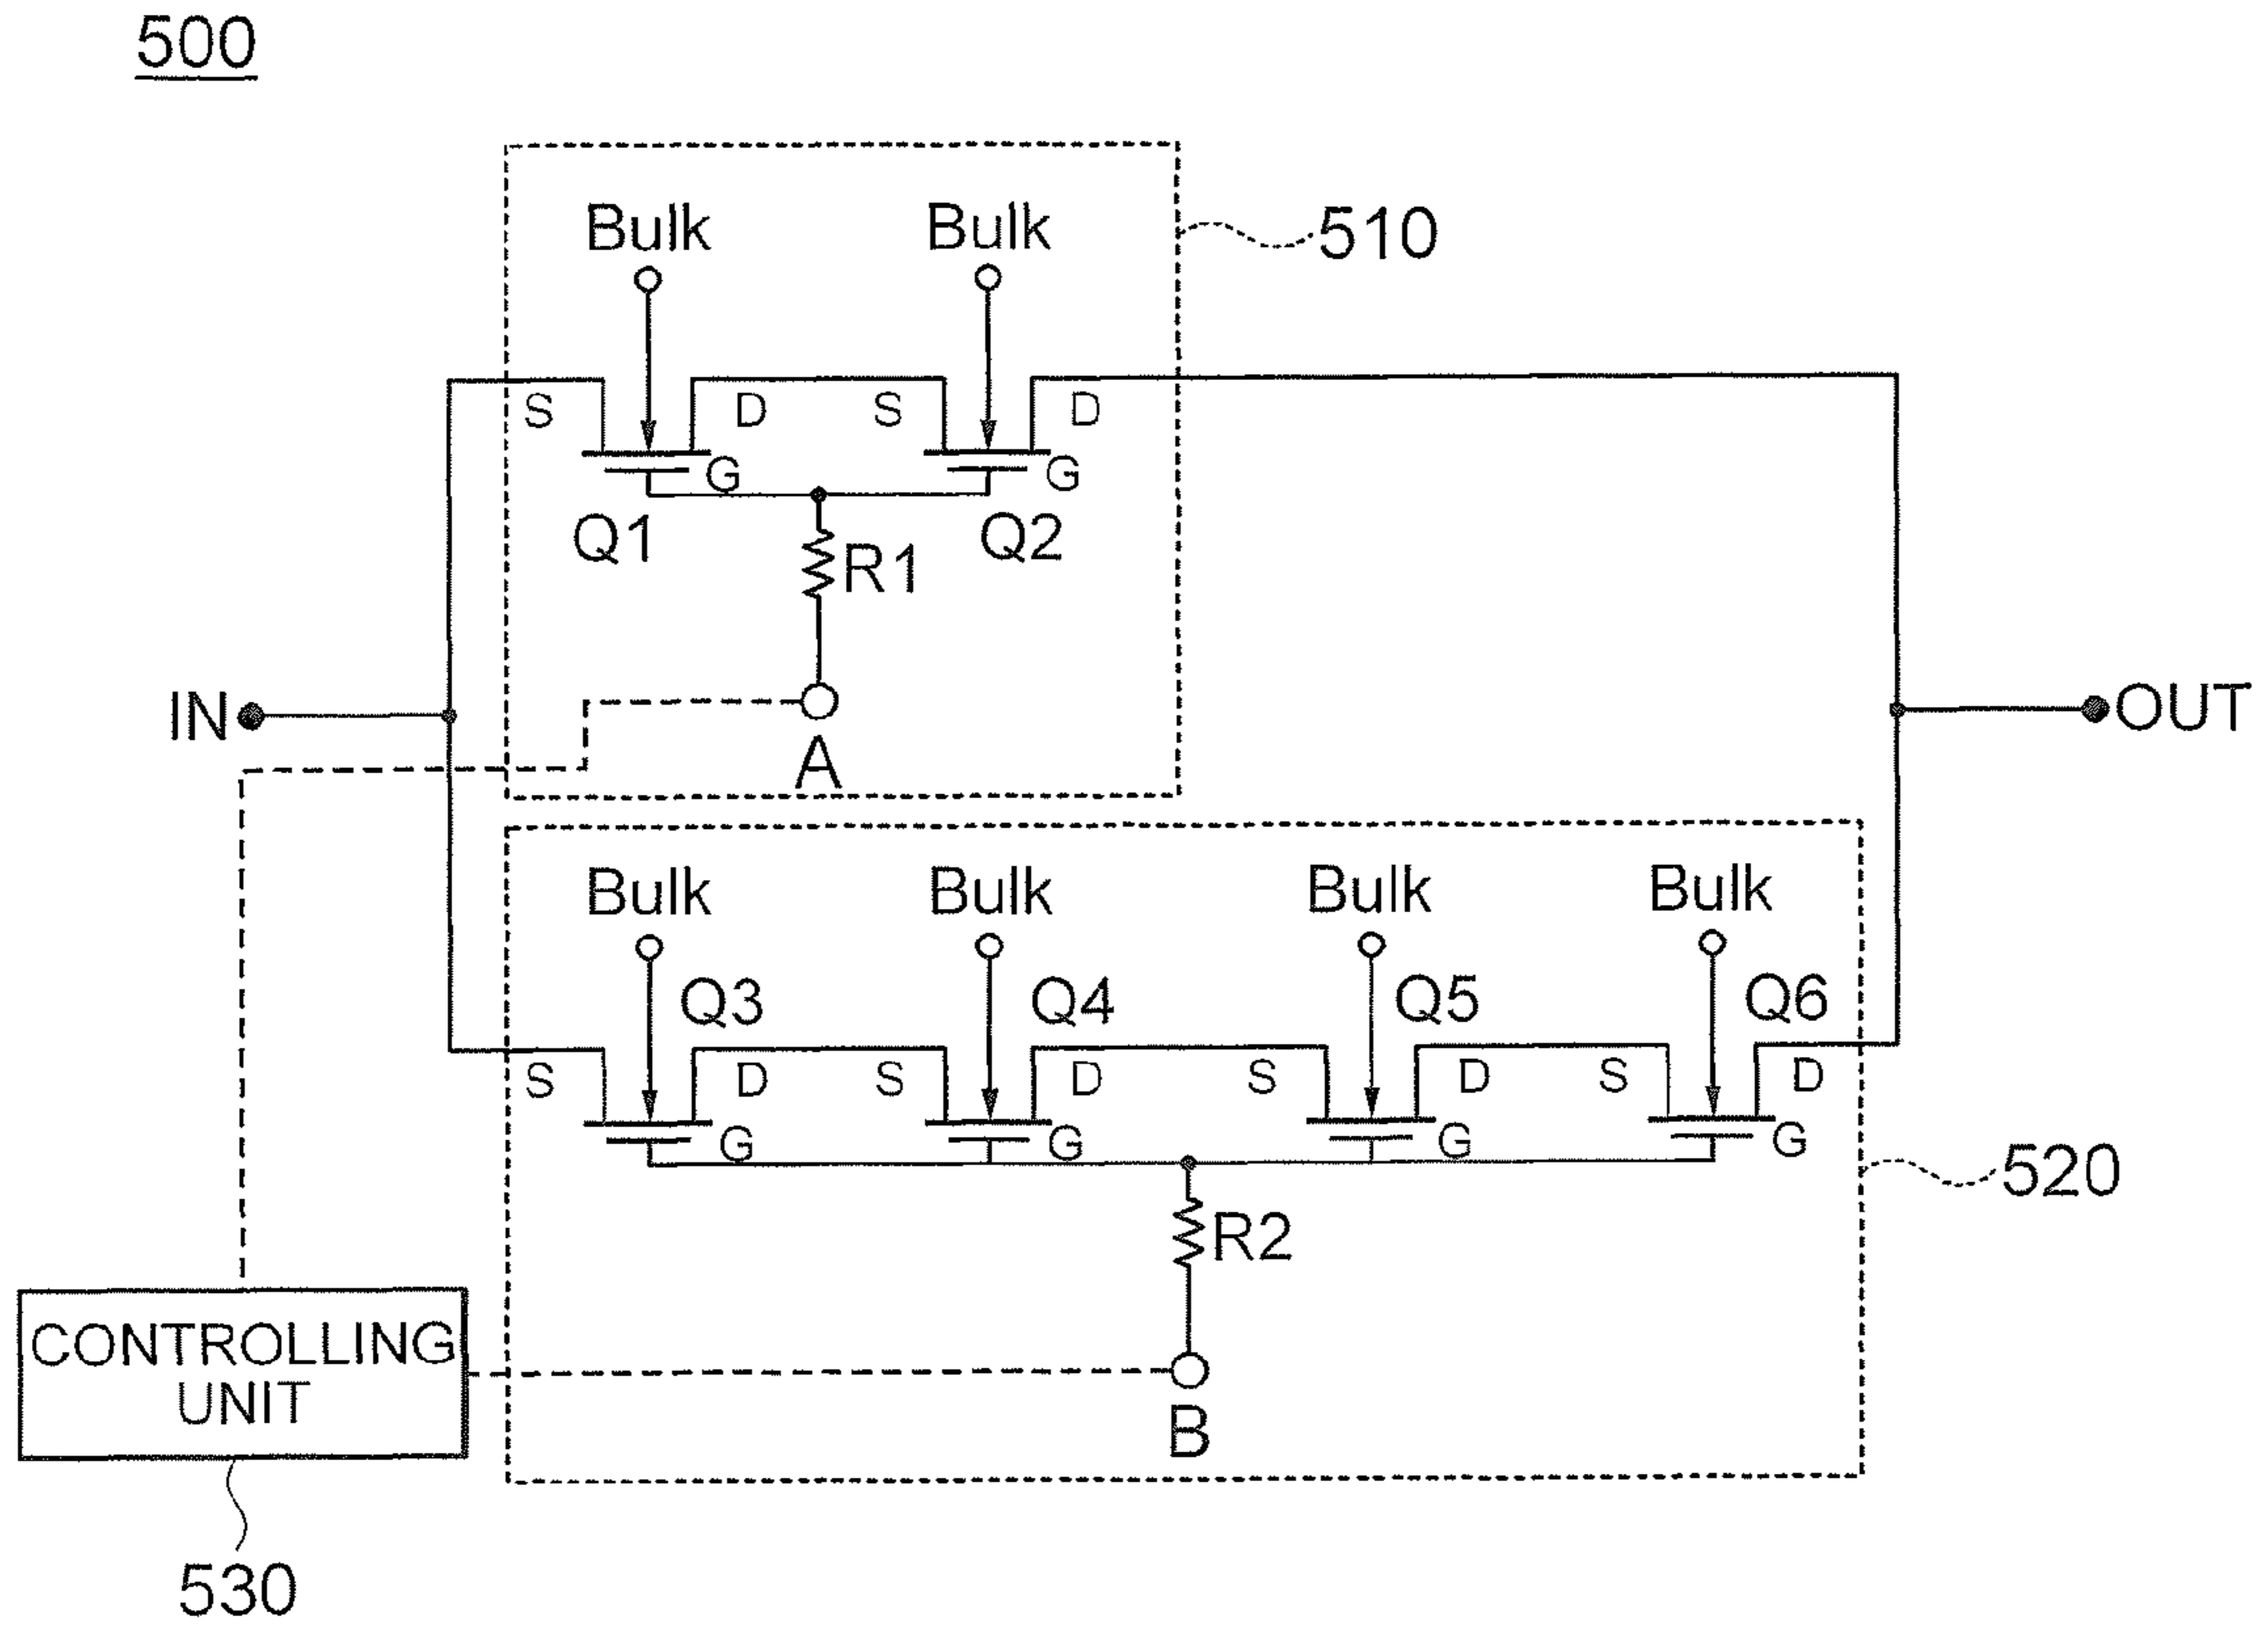 500
Bulk Bulk
510
S D S D
G G
Q1 Q2
R1
IN
OUT
A
Bulk Bulk Bulk Bulk
Q3 Q4 Q5 Q6
S D S D S D S D
G G G G
520
R2
CONTROLLING
UNIT
B
530